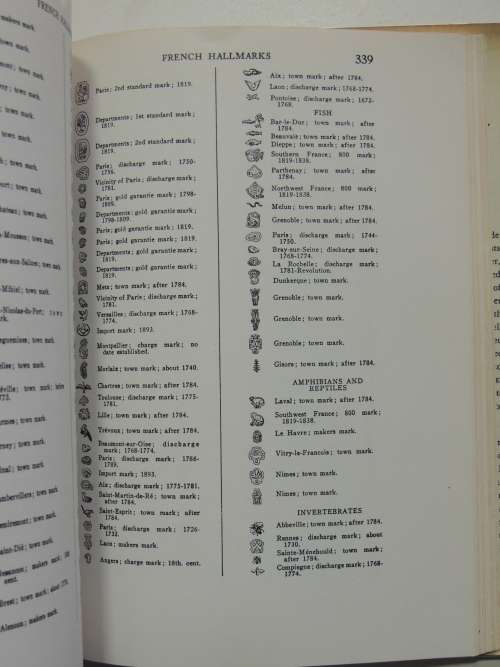 FRENCH HALLMARKS 339
Paris; 2nd standard mark; 1819.
Departments; 1st standard mark;
1819.
Departments; 2nd standard mark;
1819.
Paris; discharge mark; 1750-
1756.
Vicinity of Paris; discharge mark;
1781.
Paris; gold garantie mark; 1798-
1809.
Departments; gold garantie mark;
1798-1809.
Paris; gold garantie mark, 1819.
Paris; gold garantie mark; 1819.
Departments; gold garantie mark;
1819.
Departments; gold garantie mark;
1819.
Metz; town mark; after 1784.
Vicinity of Paris; discharge mark;
1781.
Versailles; discharge mark; 1768-
1774.
Import mark; 1893.
Montpellier; charge mark; no
date established.
Morlaix; town mark; about 1740.
Chartres; town mark; after 1784.
Toulouse; discharge mark; 1775-
1781.
Lille; town mark; after 1784.
Trévoux; town mark; after 1784.
Beaumont-sur-Oise; discharge
mark; 1768-1774.
Paris; discharge mark; 1786-
1789.
Import mark; 1893.
Aix; discharge mark; 1775-1781.
Saint-Martin-de-Ré; town mark;
after 1784.
Saint-Esprit; town mark; after
1784.
Paris; discharge mark; 1726-
1732.
Laon; makers mark.
Angers; charge mark; 18th. cent.
Aix; town mark; after 1784.
Laon; discharge mark; 1768-1774.
Pontoise; discharge mark; 1672-
1768.
FISH
Bar-le-Duc; town mark; after
1784.
Beauvais; town mark; after 1784.
Dieppe; town mark; after 1784.
Southern France; 800 mark;
1819-1838.
Parthenay; town mark; after
1784.
Northwest France; 800 mark;
1819-1838.
Melun; town mark; after 1784.
Grenoble; town mark; after 1784.
Paris; discharge mark; 1744-
1750.
Bray-sur-Seine; discharge mark;
1768-1774.
La Rochelle; discharge mark;
1781-Revolution.
Dunkerque; town mark.
Grenoble; town mark.
Grenoble; town mark.
Grenoble; town mark.
Gisors; town mark; after 1784.
AMPHIBIANS AND
REPTILES
Laval; town mark; after 1784.
Southwest France; 800 mark;
1819-1838.
Le Havre; makers mark.
Vitry-le-Francois; town mark.
Nimes; town mark.
Nimes; town mark.
INVERTEBRATES
Abbeville; town mark; after 1784.
Rennes; discharge mark; about
1730.
Sainte-Ménehould; town mark;
after 1784.
Compiegne; discharge mark; 1768-
1774.